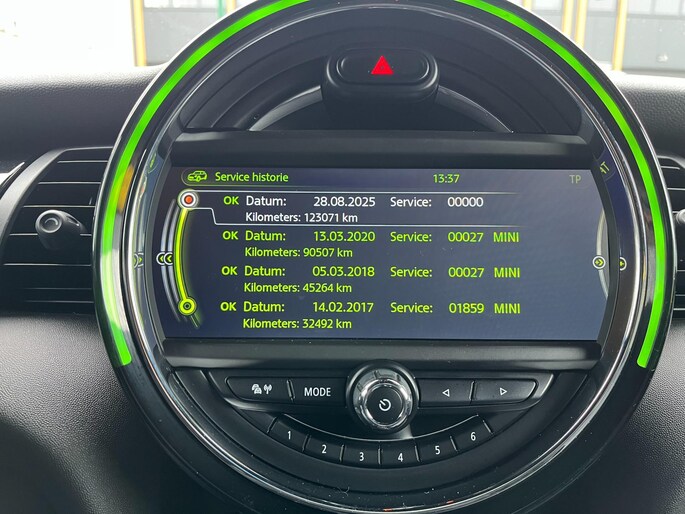 Service historie 13:37 TP
OK Datum: 28.08.2025 Service: 00000
Kilometers: 123071 km
OK Datum: 13.03.2020 Service: 00027 MINI
Kilometers: 90507 km
OK Datum: 05.03.2018 Service: 00027 MINI
Kilometers: 45264 km
OK Datum: 14.02.2017 Service: 01859 MINI
Kilometers: 32492 km
MODE
1 2 3 4 5 6